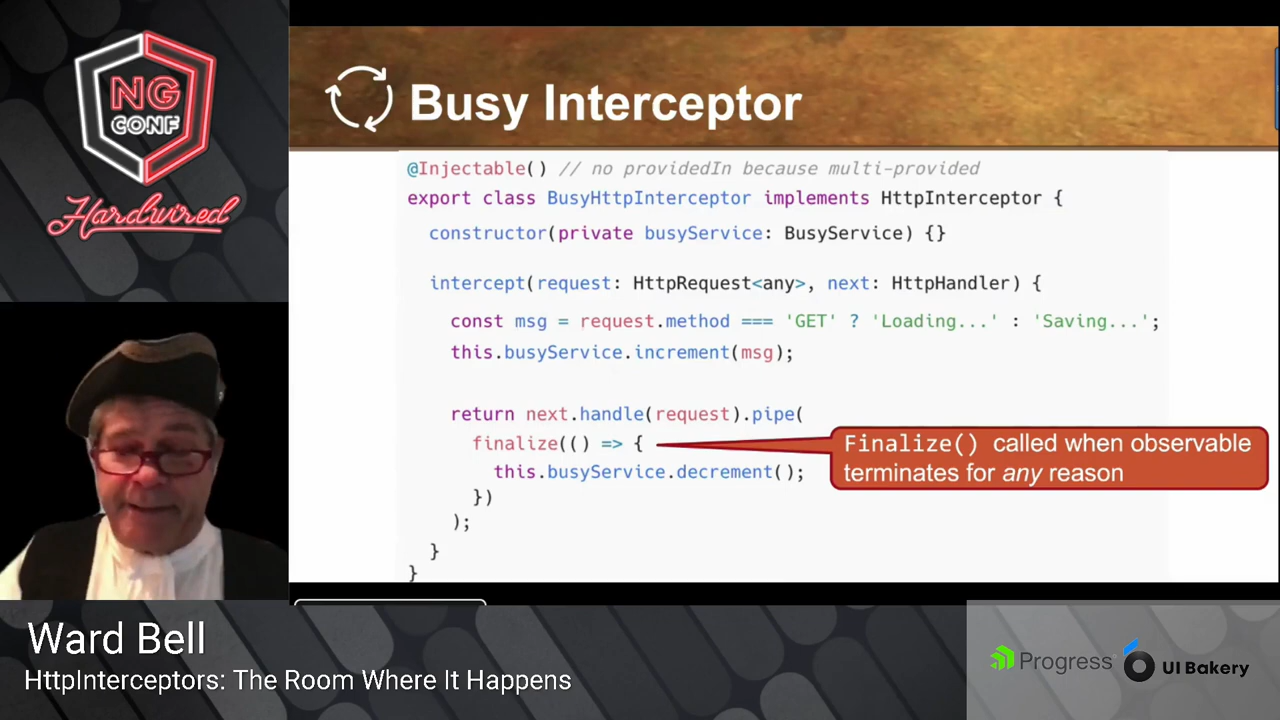 NG
CONF
Hardwired
Busy Interceptor
@Injectable() // no providedIn because multi-provided
export class BusyHttpInterceptor implements HttpInterceptor {
constructor(private busyService: BusyService) {}
intercept(request: HttpRequest<any>, next: HttpHandler) {
const msg = request.method === 'GET' ? 'Loading...' : 'Saving...';
this.busyService.increment(msg);
return next.handle(request).pipe(
finalize(() => {
this.busyService.decrement();
})
);
}
}
Finalize() called when observable
terminates for any reason
Ward Bell
HttpInterceptors: The Room Where It Happens
Progress
UI Bakery